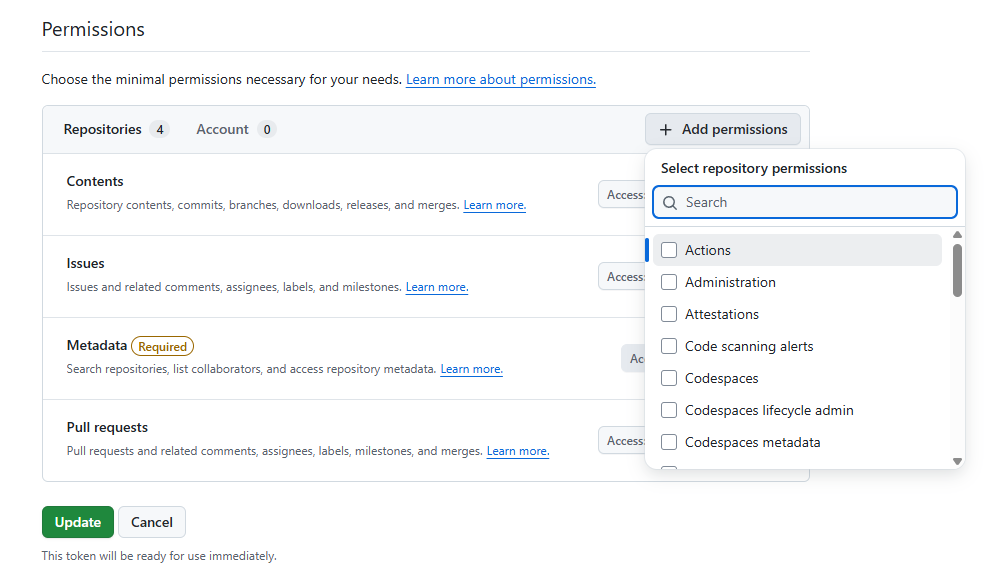 Permissions
Choose the minimal permissions necessary for your needs. Learn more about permissions.
Repositories 4 Account 0
+ Add permissions
Contents
Repository contents, commits, branches, downloads, releases, and merges. Learn more.
Access:
Issues
Issues and related comments, assignees, labels, and milestones. Learn more.
Access:
Metadata Required
Search repositories, list collaborators, and access repository metadata. Learn more.
Ac
Pull requests
Pull requests and related comments, assignees, labels, milestones, and merges. Learn more.
Access:
Select repository permissions
Search
Actions
Administration
Attestations
Code scanning alerts
Codespaces
Codespaces lifecycle admin
Codespaces metadata
Update Cancel
This token will be ready for use immediately.